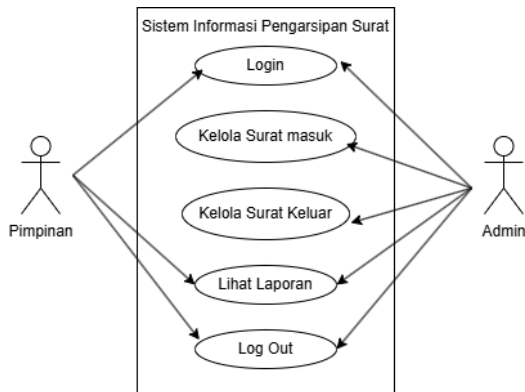 Sistem Informasi Pengarsipan Surat
Login
Kelola Surat masuk
Kelola Surat Keluar
Pimpinan
Admin
Lihat Laporan
Log Out